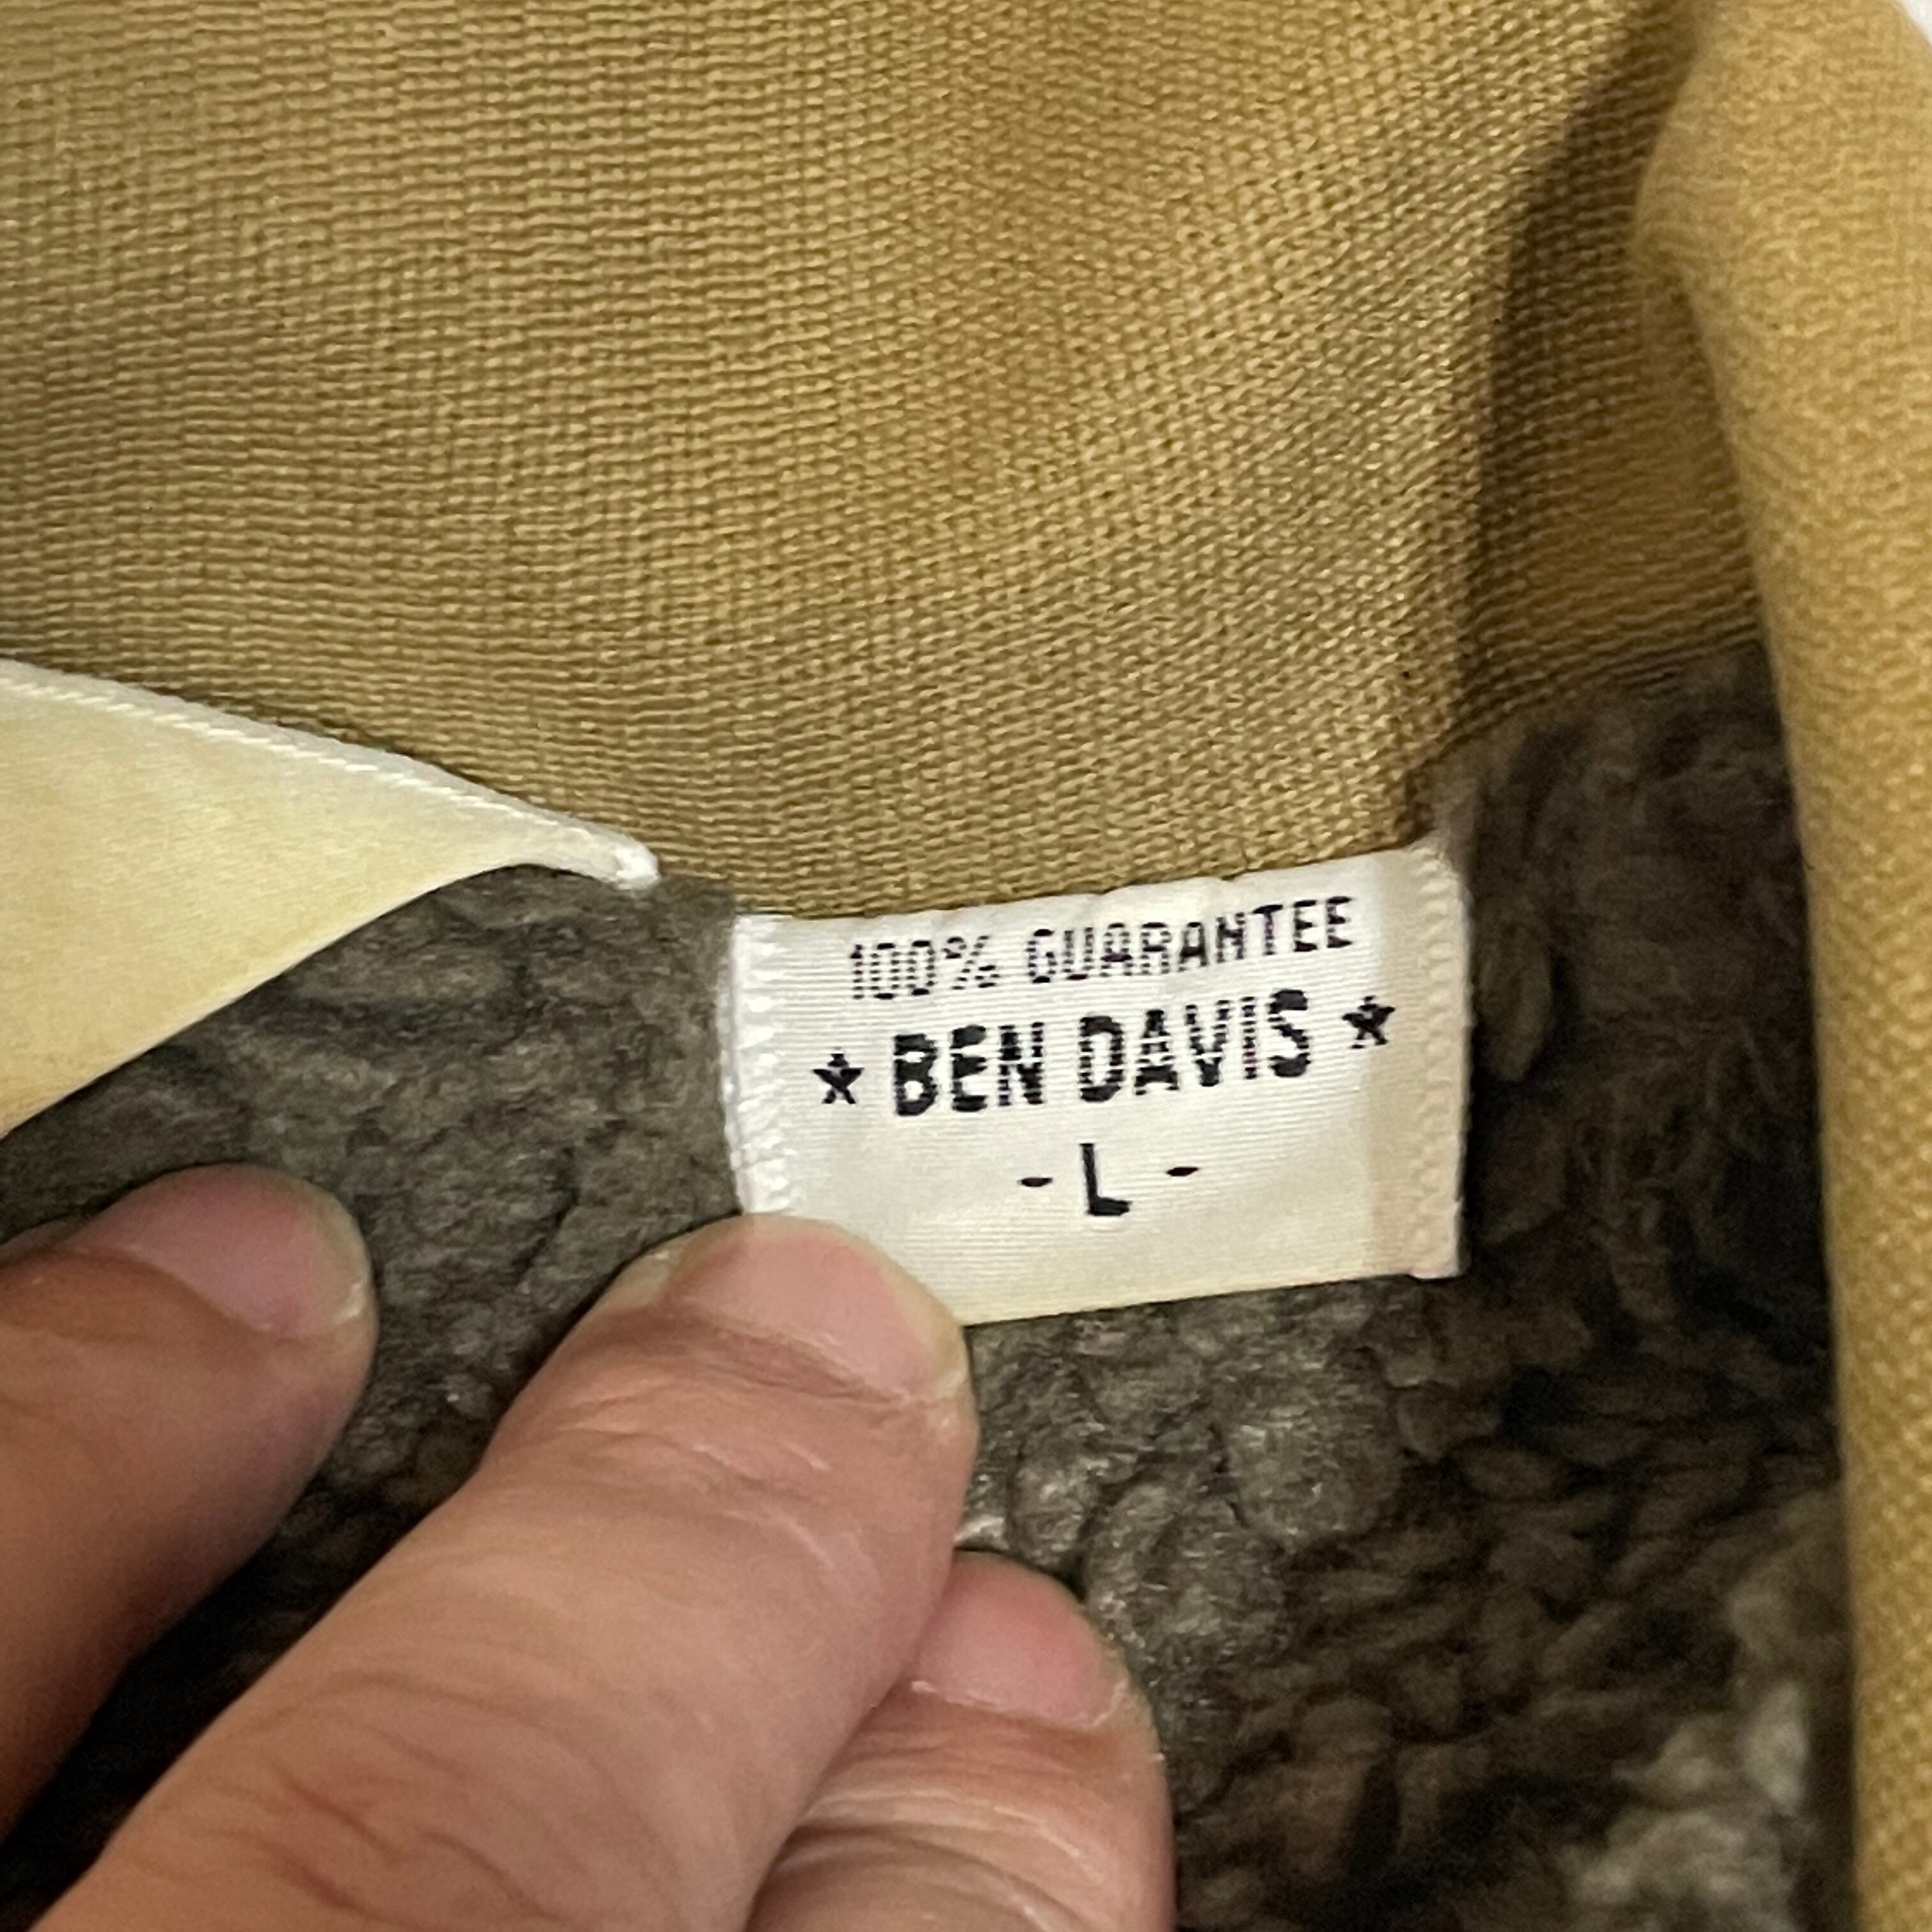 100% GUARANTEE
★ BEN DAVIS ★
- L -